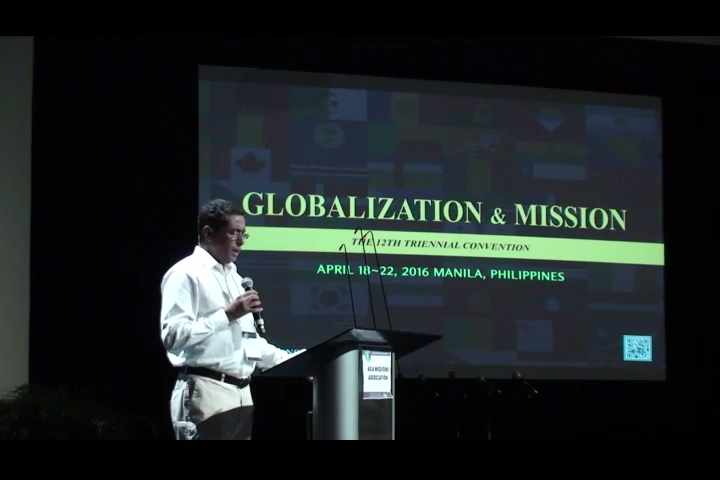 GLOBALIZATION & MISSION
THE 12TH TRIENNIAL CONVENTION
APRIL 18~22, 2016 MANILA, PHILIPPINES
ASIA MISSIONS
ASSOCIATION